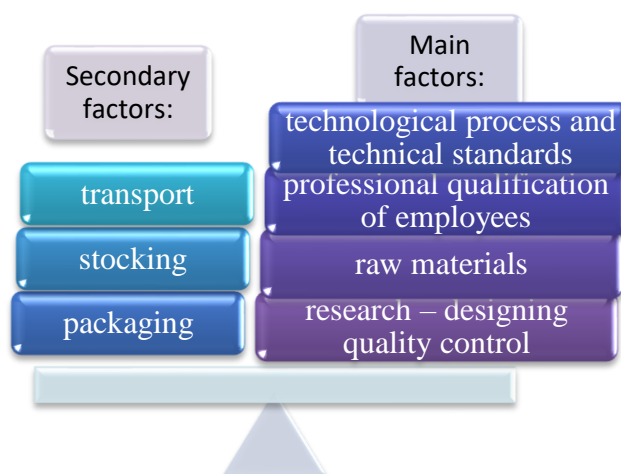 Secondary
factors:
transport
stocking
packaging
Main
factors:
technological process and
technical standards
professional qualification
of employees
raw materials
research – designing
quality control